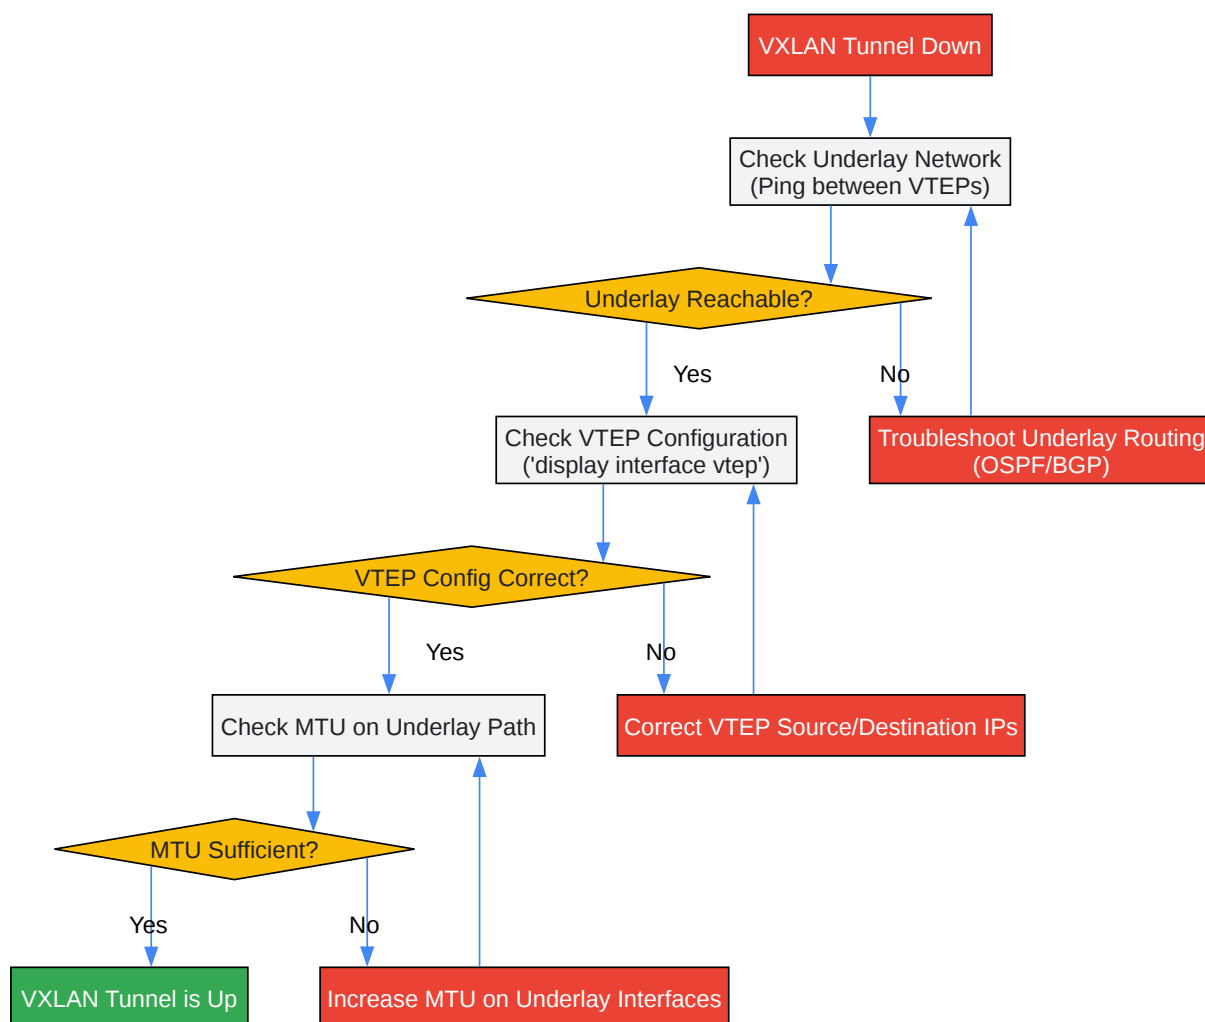 VXLAN Tunnel Down
Check Underlay Network
(Ping between VTEPs)
Underlay Reachable?
Yes
No
Check VTEP Configuration
('display interface vtep')
Troubleshoot Underlay Routing
(OSPF/BGP)
VTEP Config Correct?
Yes
No
Check MTU on Underlay Path
Correct VTEP Source/Destination IPs
MTU Sufficient?
Yes
No
VXLAN Tunnel is Up
Increase MTU on Underlay Interfaces